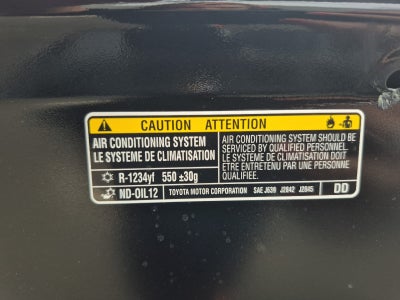 CAUTION ATTENTION
AIR CONDITIONING SYSTEM
LE SYSTEME DE CLIMATISATION
AIR CONDITIONING SYSTEM SHOULD BE
SERVICED BY QUALIFIED PERSONNEL.
LE SYSTEME DE CLIMATISATION DOIT
ETRE ENTRETENU PAR UNE PERSONNE
QUALIFIEE.
R-1234yf 550 ±30g
ND-OIL12
TOYOTA MOTOR CORPORATION SAE J639 J2842 J2845
DD